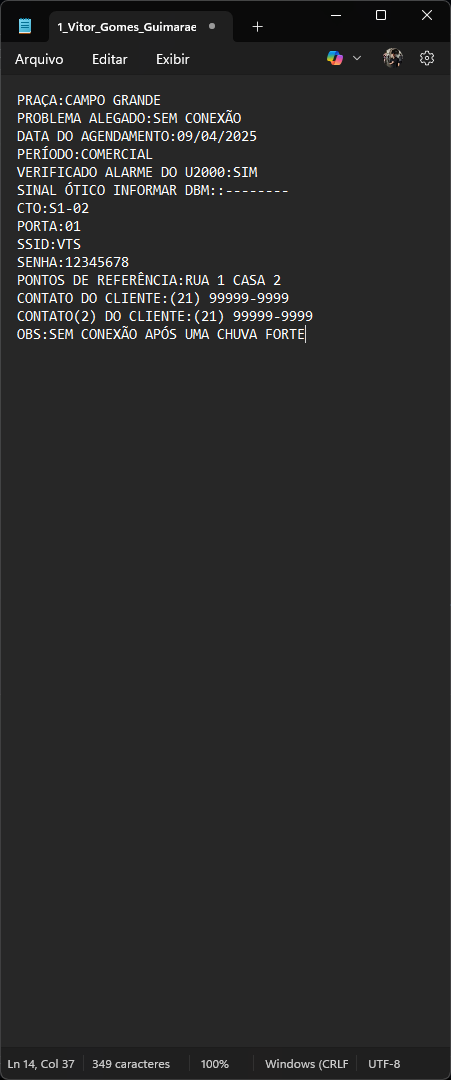 1_Vitor_Gomes_Guimarae
Arquivo Editar Exibir
PRAÇA:CAMPO GRANDE
PROBLEMA ALEGADO:SEM CONEXÃO
DATA DO AGENDAMENTO:09/04/2025
PERÍODO:COMERCIAL
VERIFICADO ALARME DO U2000:SIM
SINAL ÓTICO INFORMAR DBM::--------
CTO:S1-02
PORTA:01
SSID:VTS
SENHA:12345678
PONTOS DE REFERÊNCIA:RUA 1 CASA 2
CONTATO DO CLIENTE:(21) 99999-9999
CONTATO(2) DO CLIENTE:(21) 99999-9999
OBS:SEM CONEXÃO APÓS UMA CHUVA FORTE
Ln 14, Col 37 349 caracteres 100% Windows (CRLF UTF-8